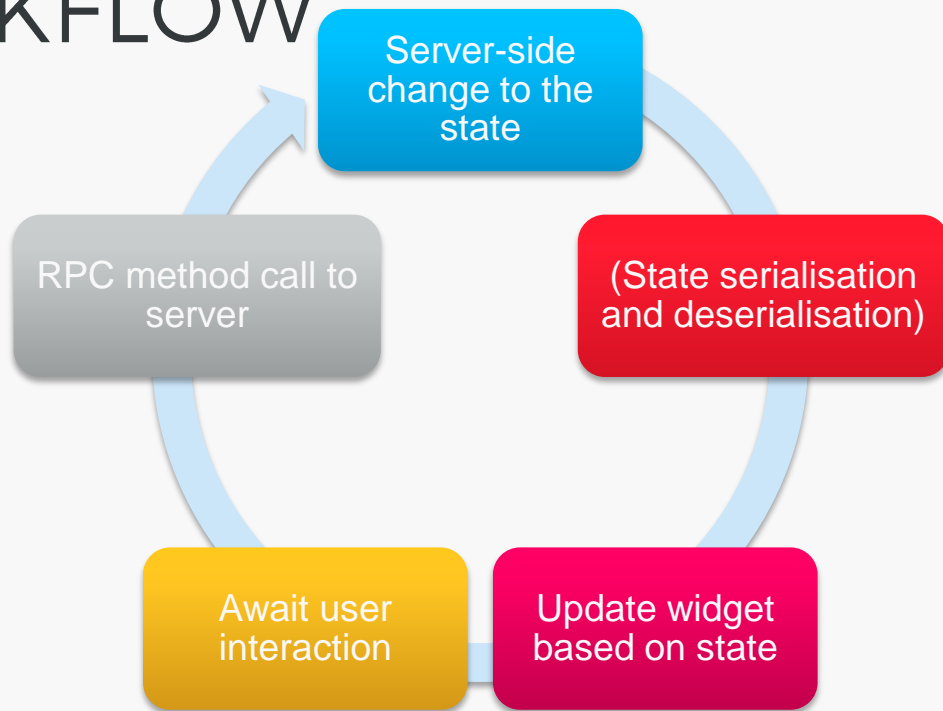 KFLOW
Server-side
change to the
state
(State serialisation
and deserialisation)
Update widget
based on state
Await user
interaction
RPC method call to
server